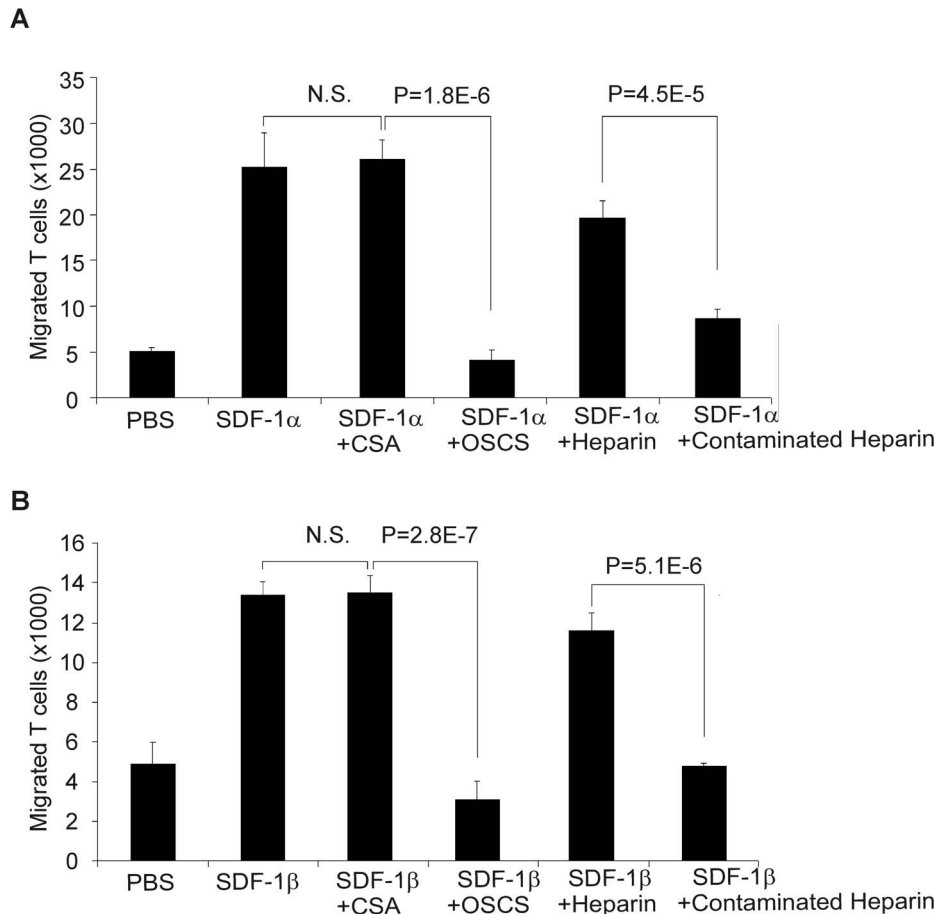 A
Migrated T cells (x1000)
35
30
25
20
15
10
5
0
N.S.
P=1.8E-6
P=4.5E-5
PBS
SDF-1α
SDF-1α
+CSA
SDF-1α
+OSCS
SDF-1α
+Heparin
SDF-1α
+Contaminated Heparin
B
Migrated T cells (x1000)
16
14
12
10
8
6
4
2
0
N.S.
P=2.8E-7
P=5.1E-6
PBS
SDF-1β
SDF-1β
+CSA
SDF-1β
+OSCS
SDF-1β
+Heparin
SDF-1β
+Contaminated Heparin